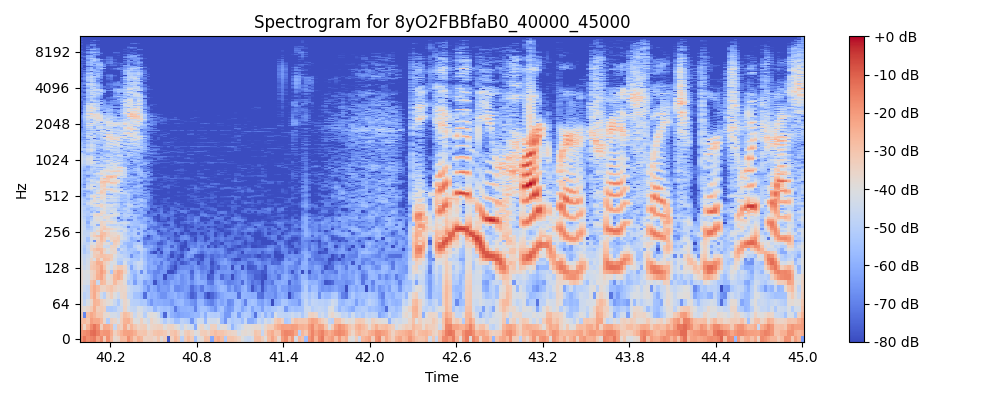 Spectrogram for 8yO2FBBfaB0_40000_45000
8192
4096
2048
1024
512
256
128
64
0
Hz
40.2
40.8
41.4
42.0
42.6
43.2
43.8
44.4
45.0
Time
+0 dB
-10 dB
-20 dB
-30 dB
-40 dB
-50 dB
-60 dB
-70 dB
-80 dB